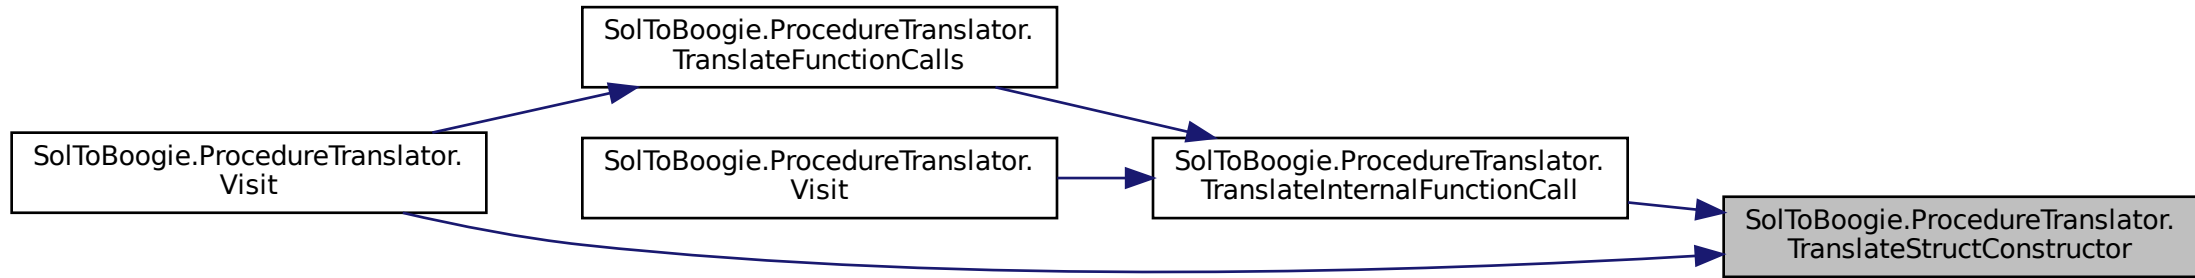 SolToBoogie.ProcedureTranslator.
TranslateFunctionCalls
SolToBoogie.ProcedureTranslator.
Visit
SolToBoogie.ProcedureTranslator.
Visit
SolToBoogie.ProcedureTranslator.
TranslateInternalFunctionCall
SolToBoogie.ProcedureTranslator.
TranslateStructConstructor